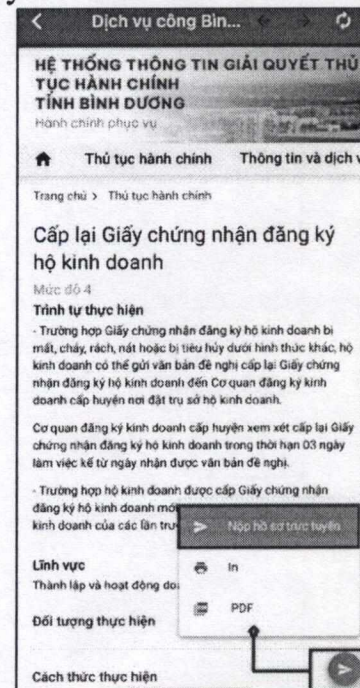 Dịch vụ công Bìn...
HỆ THỐNG THÔNG TIN GIẢI QUYẾT THỦ
TỤC HÀNH CHÍNH
TỈNH BÌNH DƯƠNG
Hành chính phục vụ
Thủ tục hành chính Thông tin và dịch v
Trang chủ > Thủ tục hành chính
Cấp lại Giấy chứng nhận đăng ký
hộ kinh doanh
Mức độ 4
Trình tự thực hiện
- Trường hợp Giấy chứng nhận đăng ký hộ kinh doanh bị
mất, cháy, rách, nát hoặc bị tiêu hủy dưới hình thức khác, hộ
kinh doanh có thể gửi văn bản đề nghị cấp lại Giấy chứng
nhận đăng ký hộ kinh doanh đến Cơ quan đăng ký kinh
doanh cấp huyện nơi đặt trụ sở hộ kinh doanh.
Cơ quan đăng ký kinh doanh cấp huyện xem xét cấp lại Giấy
chứng nhận đăng ký hộ kinh doanh trong thời hạn 03 ngày
làm việc kể từ ngày nhận được văn bản đề nghị.
- Trường hợp hộ kinh doanh được cấp Giấy chứng nhận
đăng ký hộ kinh doanh mới
kinh doanh của các lần trư
Nộp hồ sơ trực tuyến
In
PDF
Lĩnh vực
Thành lập và hoạt động do
Đối tượng thực hiện
Cách thức thực hiện